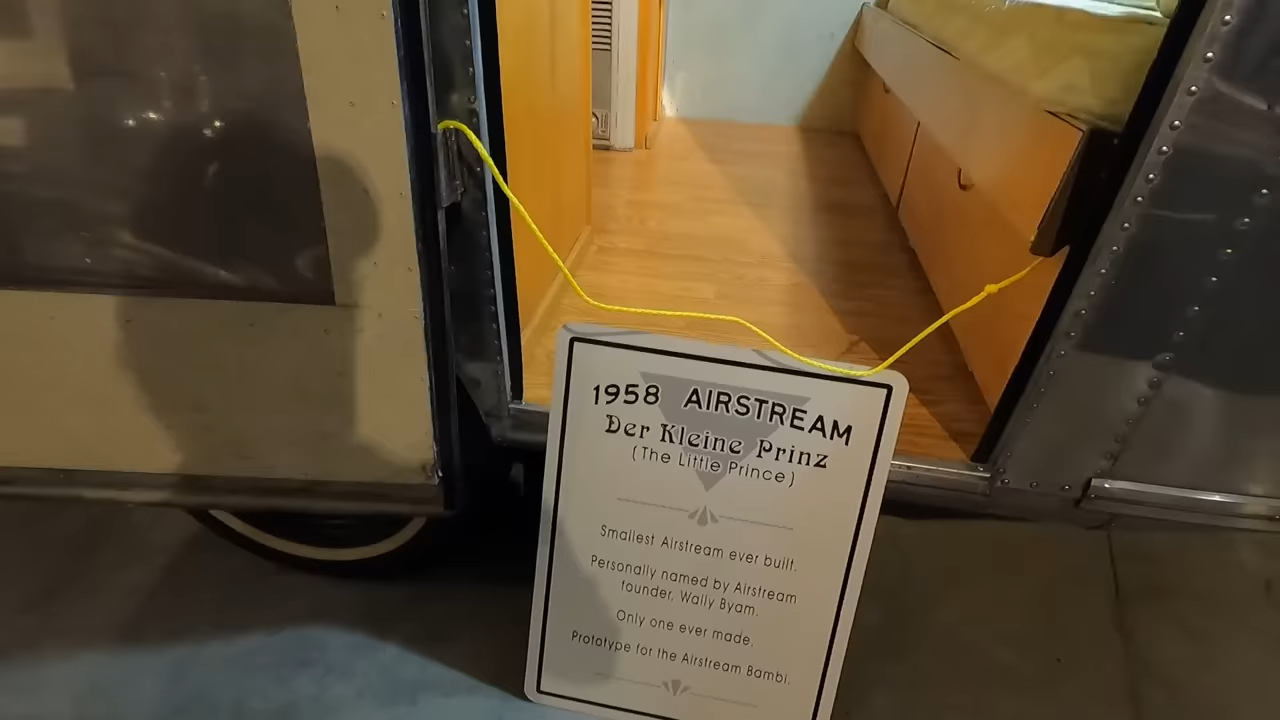 1958 AIRSTREAM
Der Kleine Prinz
(The Little Prince)
Smallest Airstream ever built.
Personally named by Airstream
founder, Wally Byam.
Only one ever made.
Prototype for the Airstream Bambi.